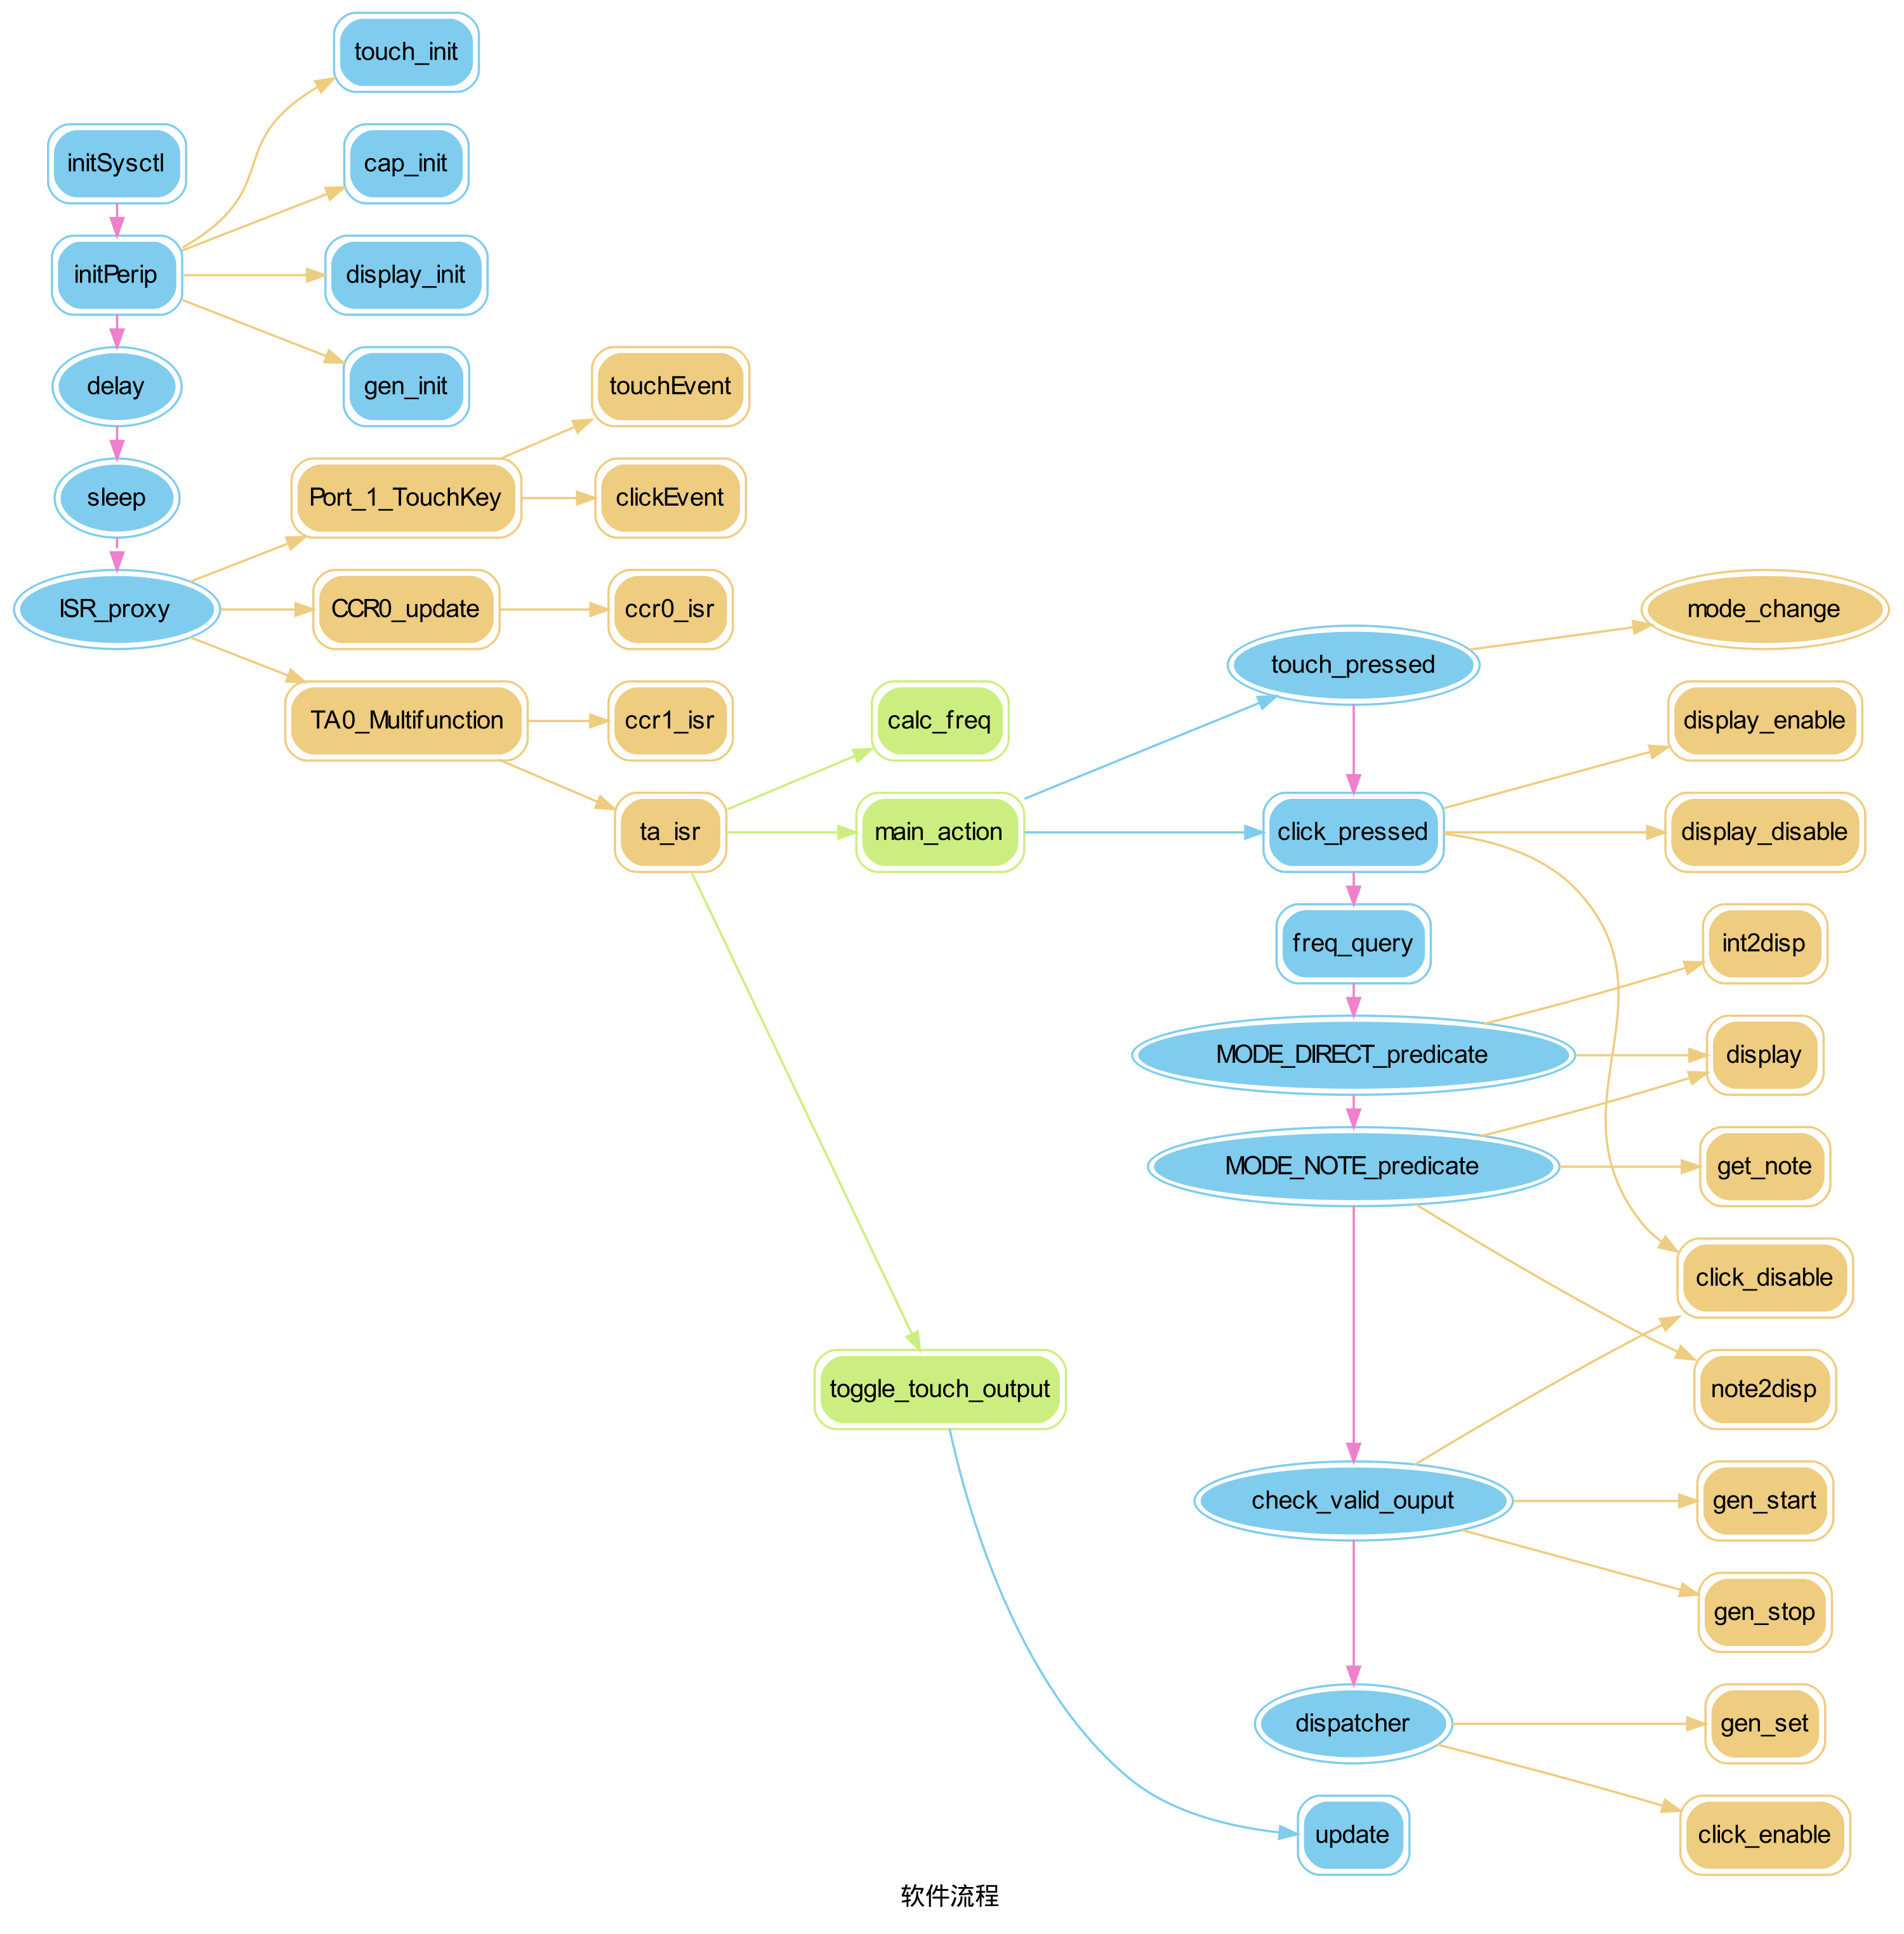 touch_init
initSysctl
cap_init
initPerip
display_init
delay
gen_init
touchEvent
sleep
Port_1_TouchKey
clickEvent
ISR_proxy
CCR0_update
ccr0_isr
mode_change
touch_pressed
TA0_Multifunction
ccr1_isr
calc_freq
display_enable
ta_isr
main_action
click_pressed
display_disable
freq_query
int2disp
MODE_DIRECT_predicate
display
MODE_NOTE_predicate
get_note
click_disable
toggle_touch_output
note2disp
check_valid_ouput
gen_start
gen_stop
dispatcher
gen_set
update
click_enable
软件流程